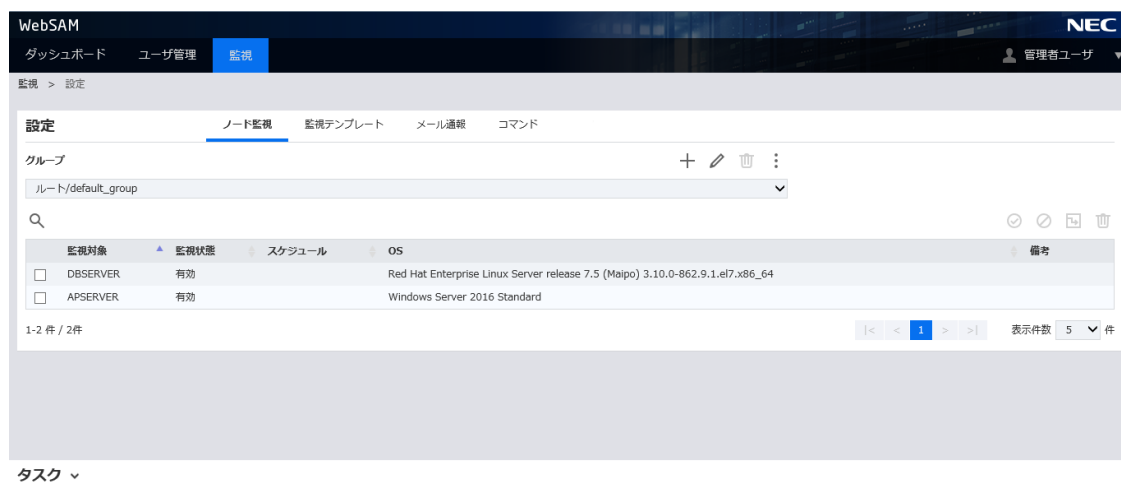 WebSAM NEC
ダッシュボード ユーザ管理 監視 管理者ユーザ
監視 > 設定
設定 ノード監視 監視テンプレート メール通報 コマンド
グループ
ルート/default_group
監視対象 監視状態 スケジュール OS 備考
DBSERVER 有効 Red Hat Enterprise Linux Server release 7.5 (Maipo) 3.10.0-862.9.1.el7.x86_64
APSERVER 有効 Windows Server 2016 Standard
1-2 件 / 2件 |< < 1 > >| 表示件数 5 件
タスク